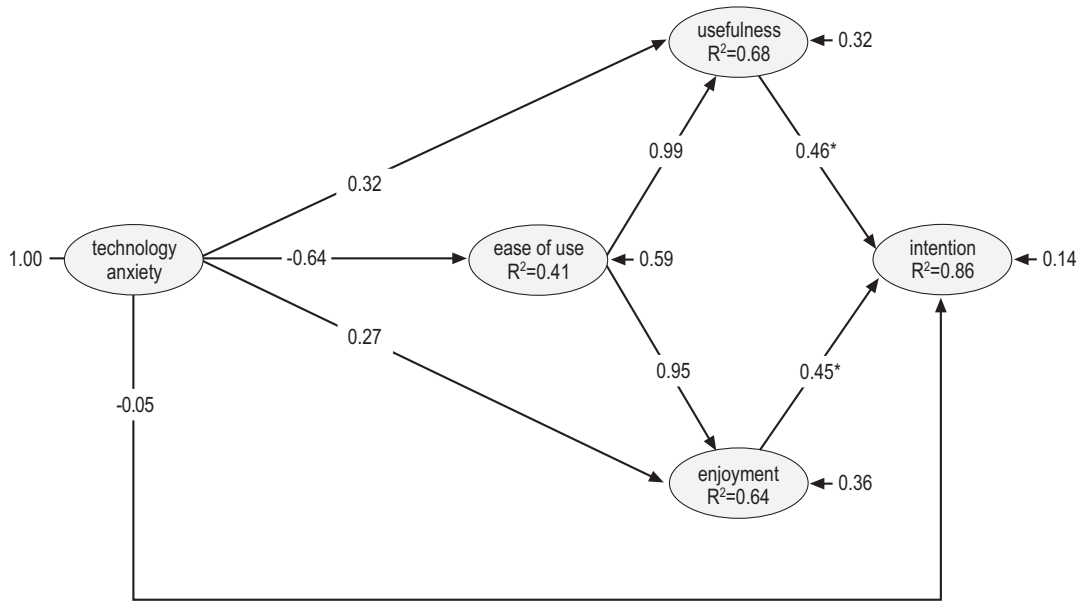 usefulness
R²=0.68
0.32
0.99
0.46*
0.32
1.00
technology
anxiety
-0.64
ease of use
R²=0.41
0.59
intention
R²=0.86
0.14
0.27
0.95
0.45*
-0.05
enjoyment
R²=0.64
0.36